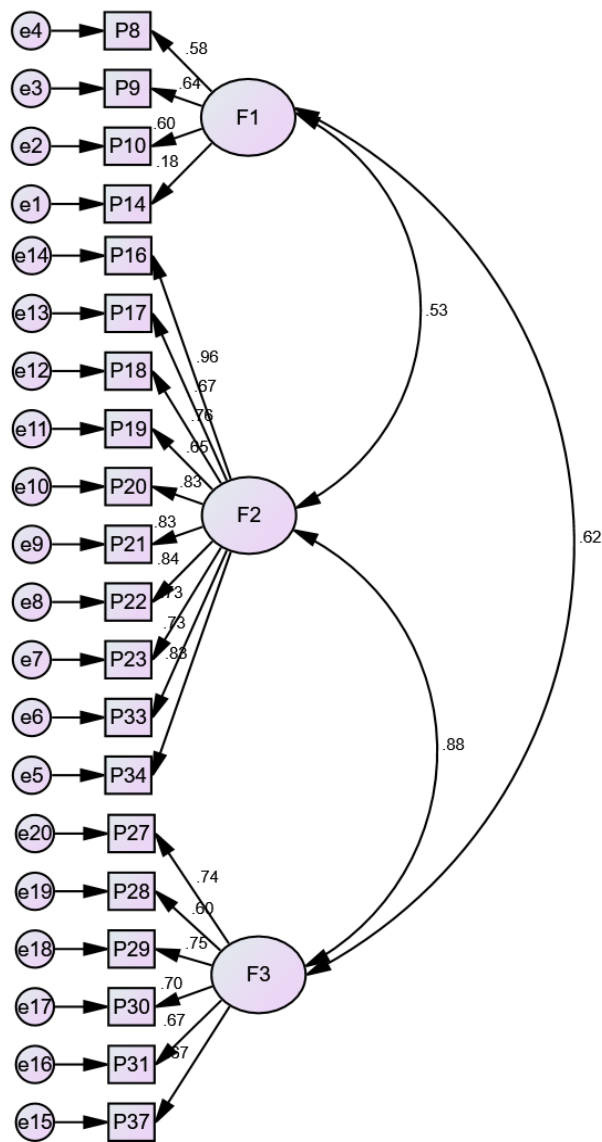 e4 P8
.58
e3 P9
.64
F1
e2 P10
.60
.18
e1 P14
e14 P16
e13 P17
.53
.96
e12 P18
.67
.76
e11 P19
.65
e10 P20
.83
F2
.83
e9 P21
.62
.84
e8 P22
.73
.73
e7 P23
.83
e6 P33
.88
e5 P34
e20 P27
.74
e19 P28
.60
e18 P29
.75
F3
.70
e17 P30
.67
e16 P31
.67
e15 P37